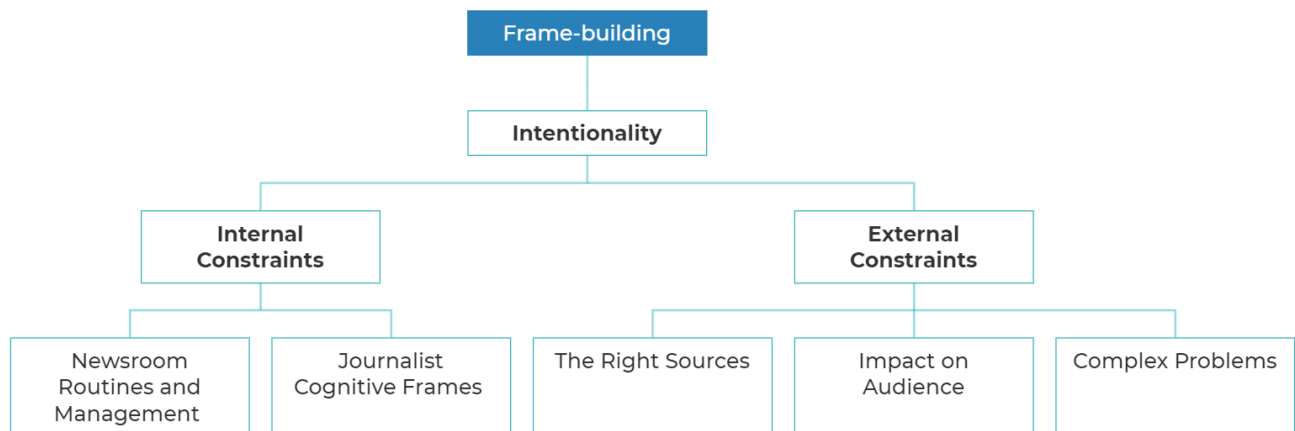 Frame-building
Intentionality
Internal
Constraints
External
Constraints
Newsroom
Routines and
Management
Journalist
Cognitive Frames
The Right Sources
Impact on
Audience
Complex Problems